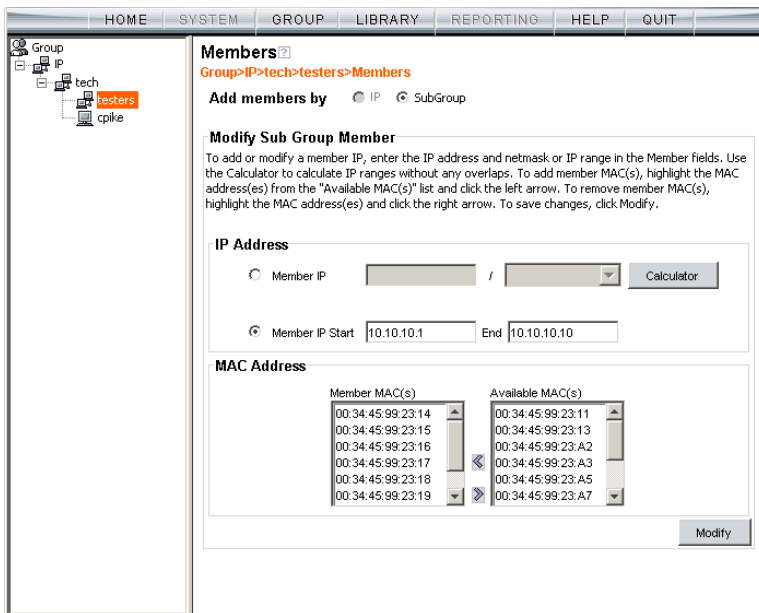 HOME SYSTEM GROUP LIBRARY REPORTING HELP QUIT
Group
IP
tech
testers
cpike
Members?
Group>IP>tech>testers>Members
Add members by IP SubGroup
Modify Sub Group Member
To add or modify a member IP, enter the IP address and netmask or IP range in the Member fields. Use
the Calculator to calculate IP ranges without any overlaps. To add member MAC(s), highlight the MAC
address(es) from the "Available MAC(s)" list and click the left arrow. To remove member MAC(s),
highlight the MAC address(es) and click the right arrow. To save changes, click Modify.
IP Address
Member IP / Calculator
Member IP Start 10.10.10.1 End 10.10.10.10
MAC Address
Member MAC(s) Available MAC(s)
00:34:45:99:23:14 00:34:45:99:23:11
00:34:45:99:23:15 00:34:45:99:23:13
00:34:45:99:23:16 00:34:45:99:23:A2
00:34:45:99:23:17 00:34:45:99:23:A3
00:34:45:99:23:18 00:34:45:99:23:A5
00:34:45:99:23:19 00:34:45:99:23:A7
Modify